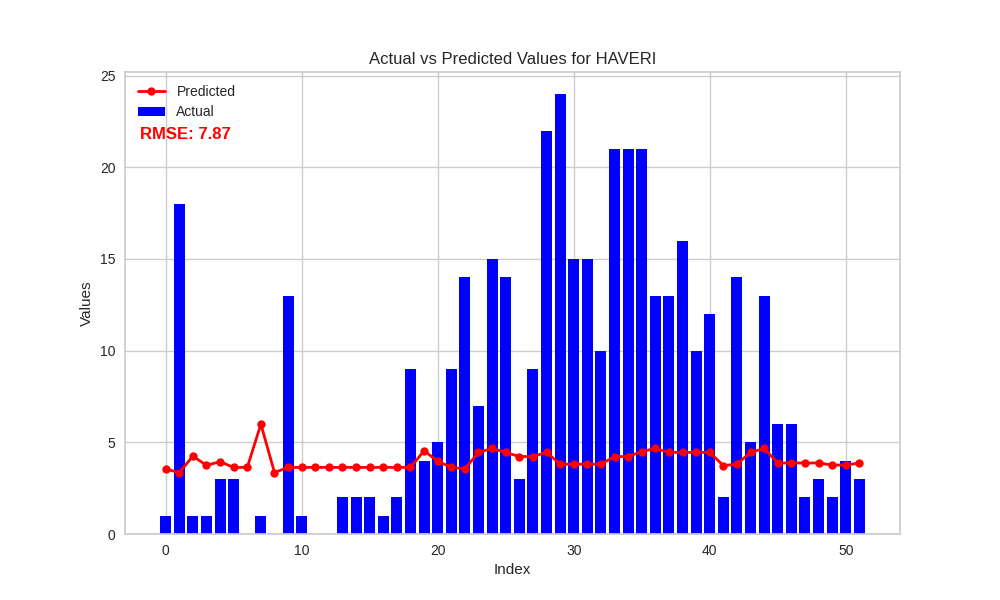 Actual vs Predicted Values for HAVERI
Predicted
Actual
RMSE: 7.87
Values
25
20
15
10
5
0
0 10 20 30 40 50
Index